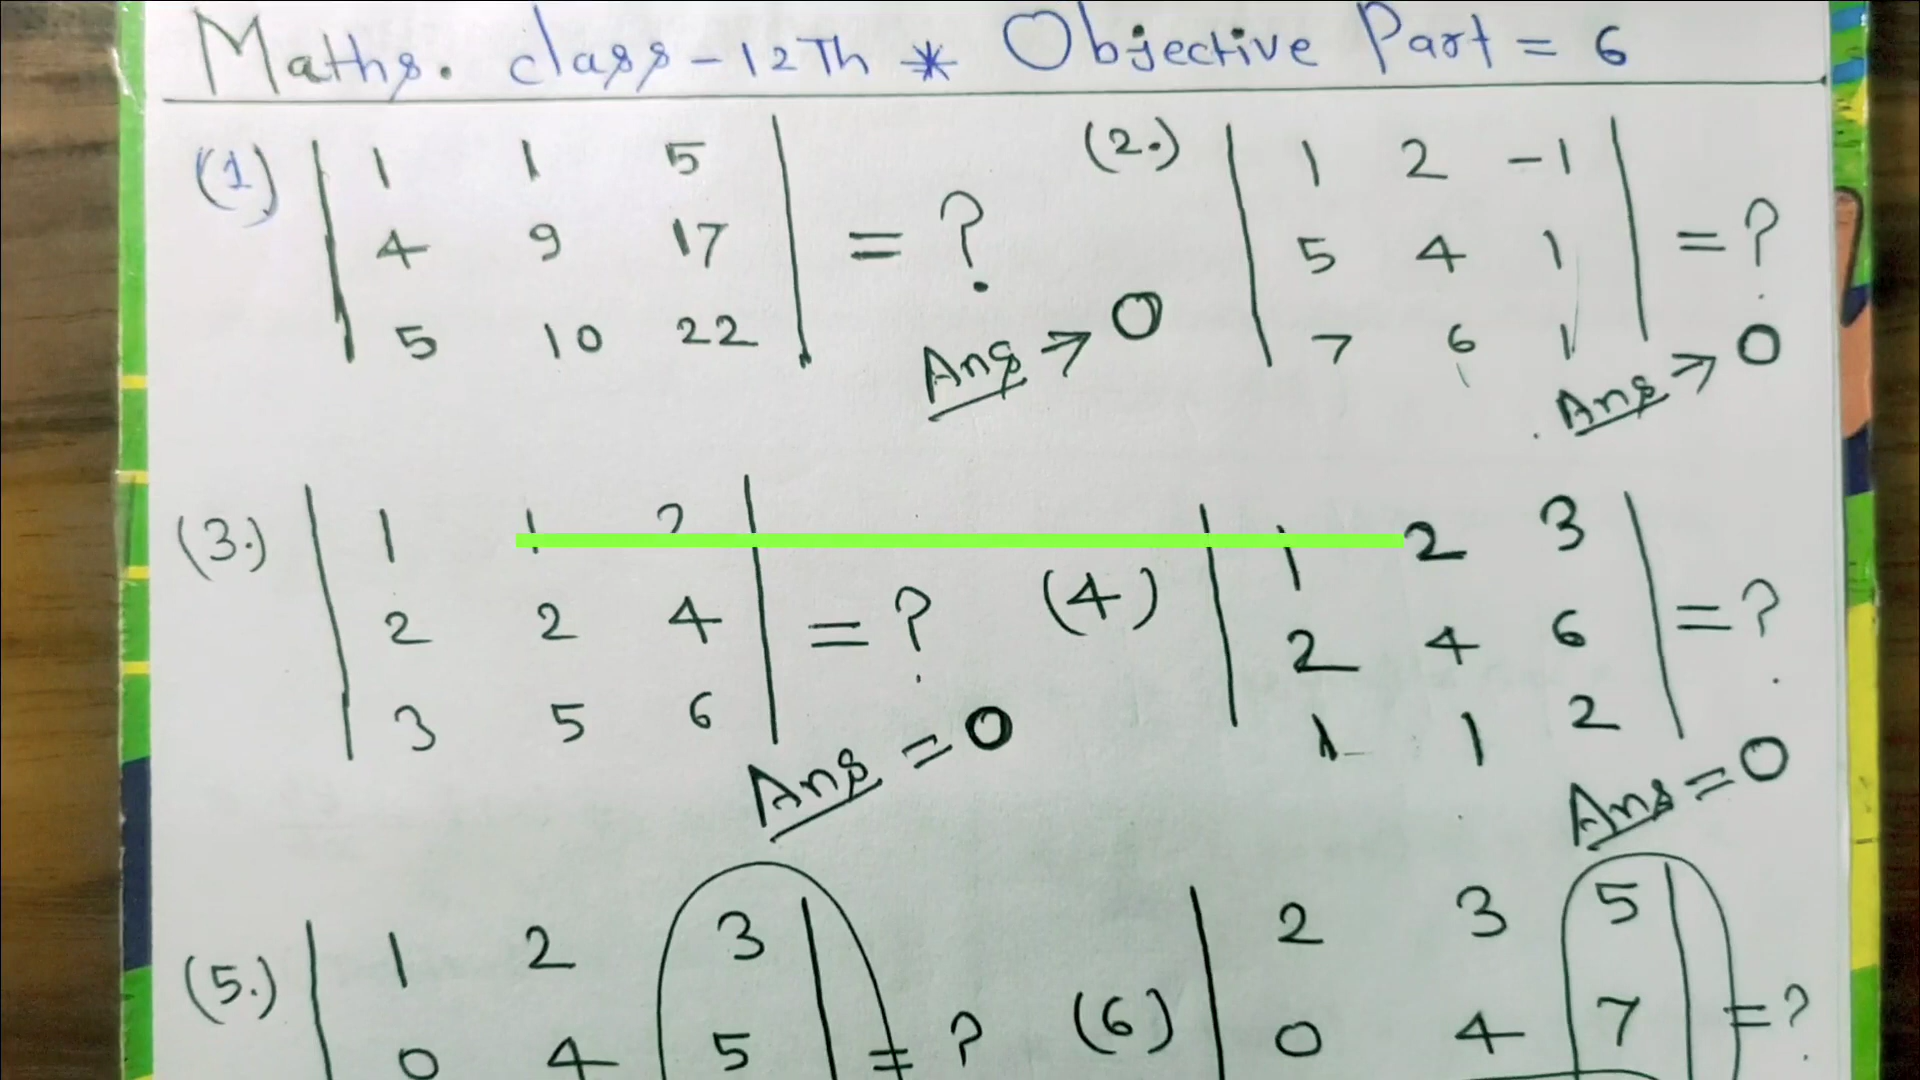 Maths. class-12Th * Objective Part = 6
(1) | 1 1 5 |
| 4 9 17 | = ?
| 5 10 22 |
Ans → 0
(2.) | 1 2 -1 |
| 5 4 1 | = ?
| 7 6 1 |
Ans → 0
(3.) | 1 1 2 |
| 2 2 4 | = ?
| 3 5 6 |
Ans = 0
(4) | 1 2 3 |
| 2 4 6 | = ?
| 1 1 2 |
Ans = 0
(5.) | 1 2 3 |
| 0 4 5 | = ?
(6) | 2 3 5 |
| 0 4 7 | = ?